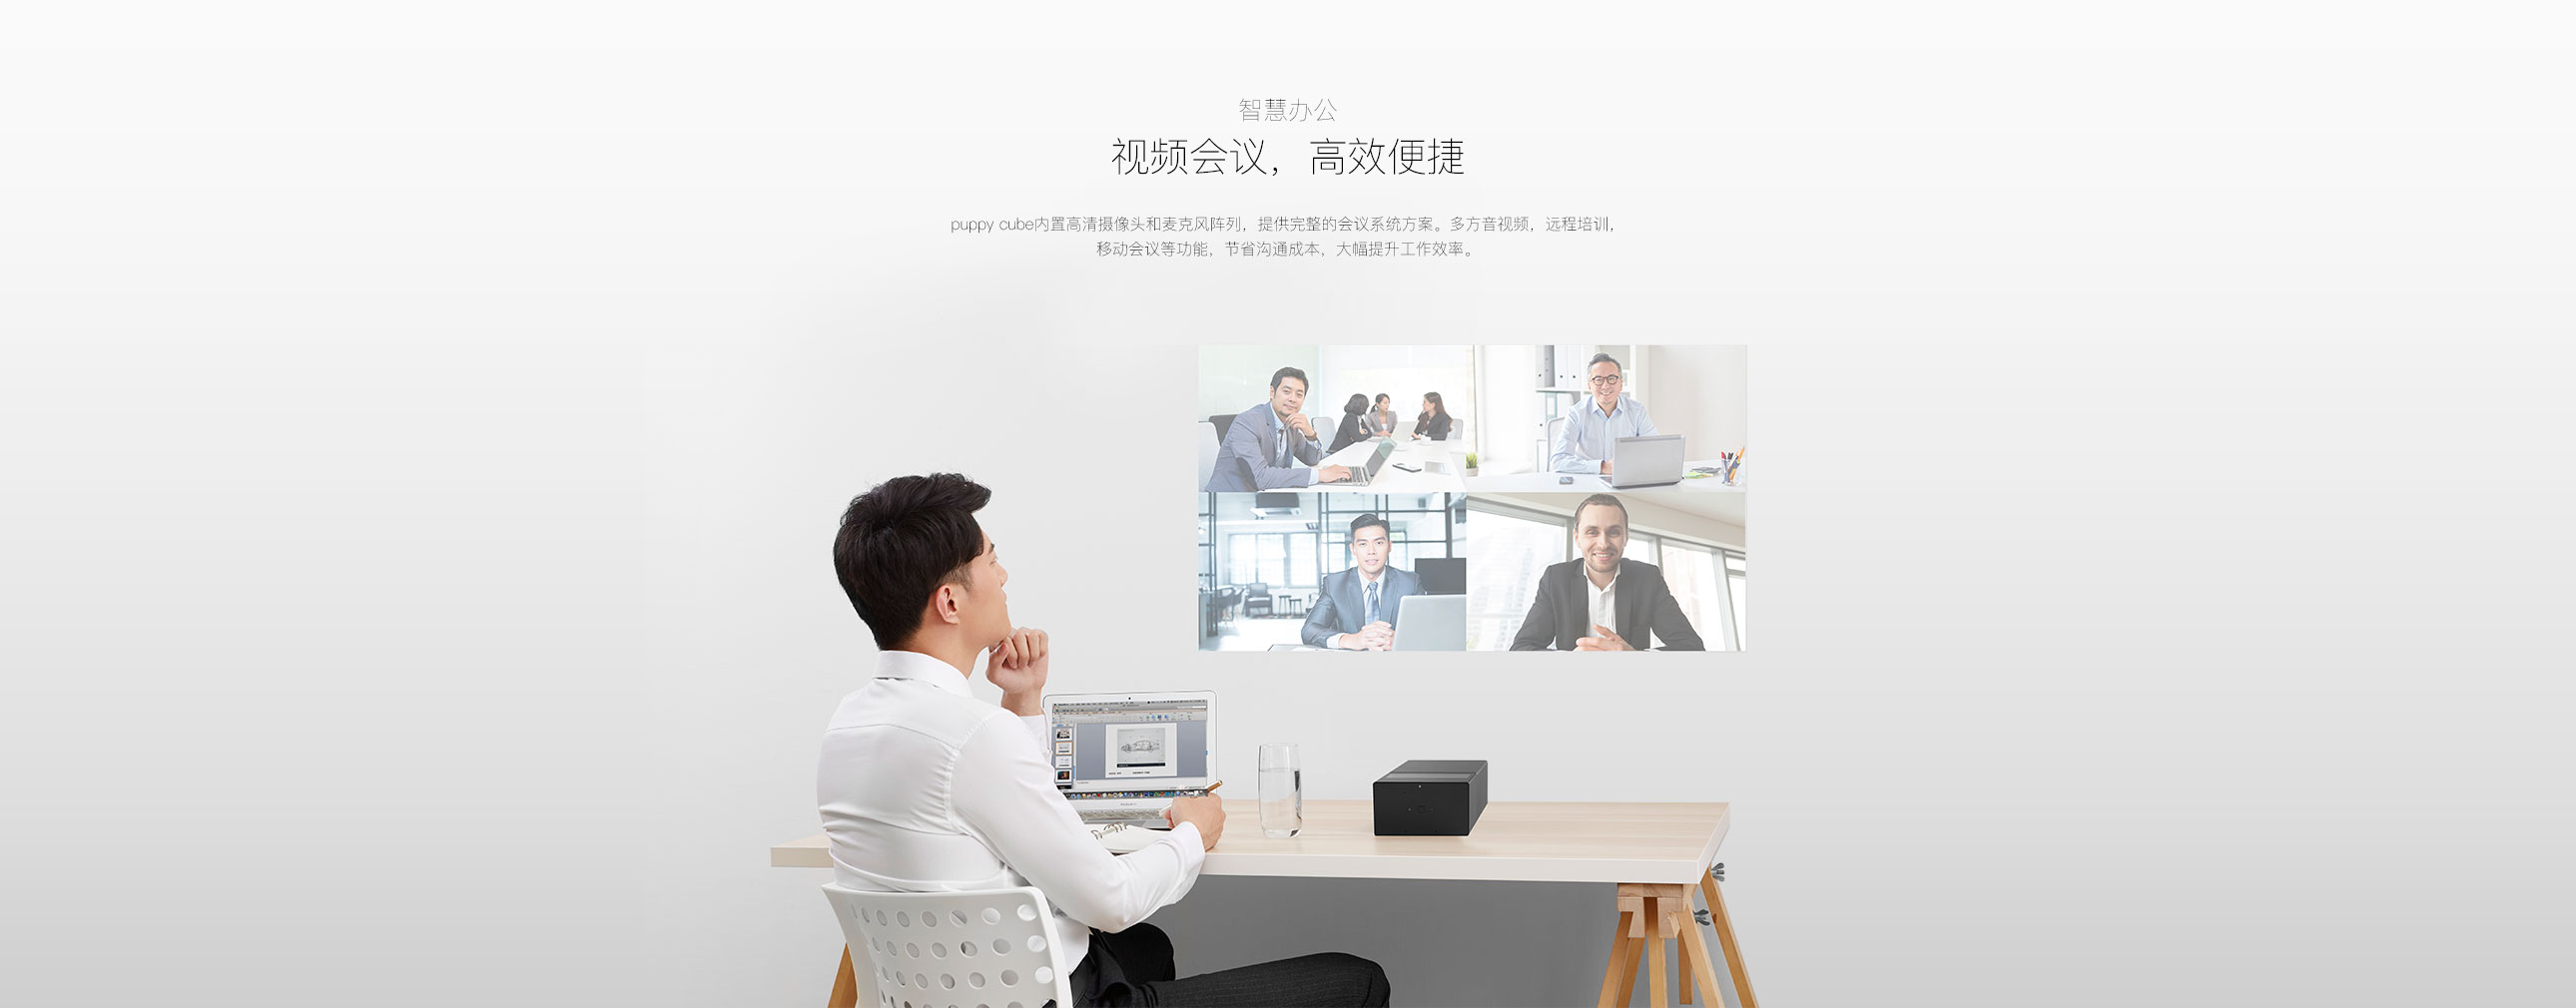 智慧办公
视频会议，高效便捷
puppy cube内置高清摄像头和麦克风阵列，提供完整的会议系统方案。多方音视频，远程培训，
移动会议等功能，节省沟通成本，大幅提升工作效率。